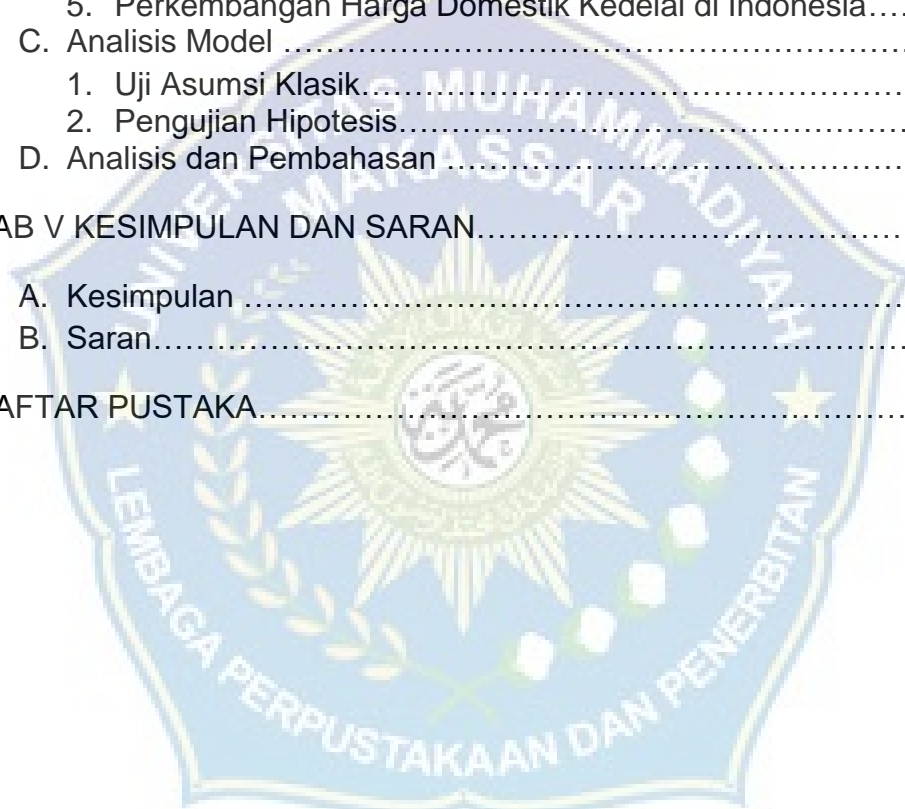 5. Perkembangan Harga Domestik Kedelai di Indonesia….
C. Analisis Model ……………………………………………………………
1. Uji Asumsi Klasik……………………………………………………
2. Pengujian Hipotesis…………………………………………………
D. Analisis dan Pembahasan ……………………………………………
AB V KESIMPULAN DAN SARAN…………………………………………
A. Kesimpulan …………………………………………………………………
B. Saran……………………………………………………………………………
AFTAR PUSTAKA………………………………………………………………
UNIVERSITAS MUHAMMADIYAH
MAKASSAR
LEMBAGA PERPUSTAKAAN DAN PENERBITAN